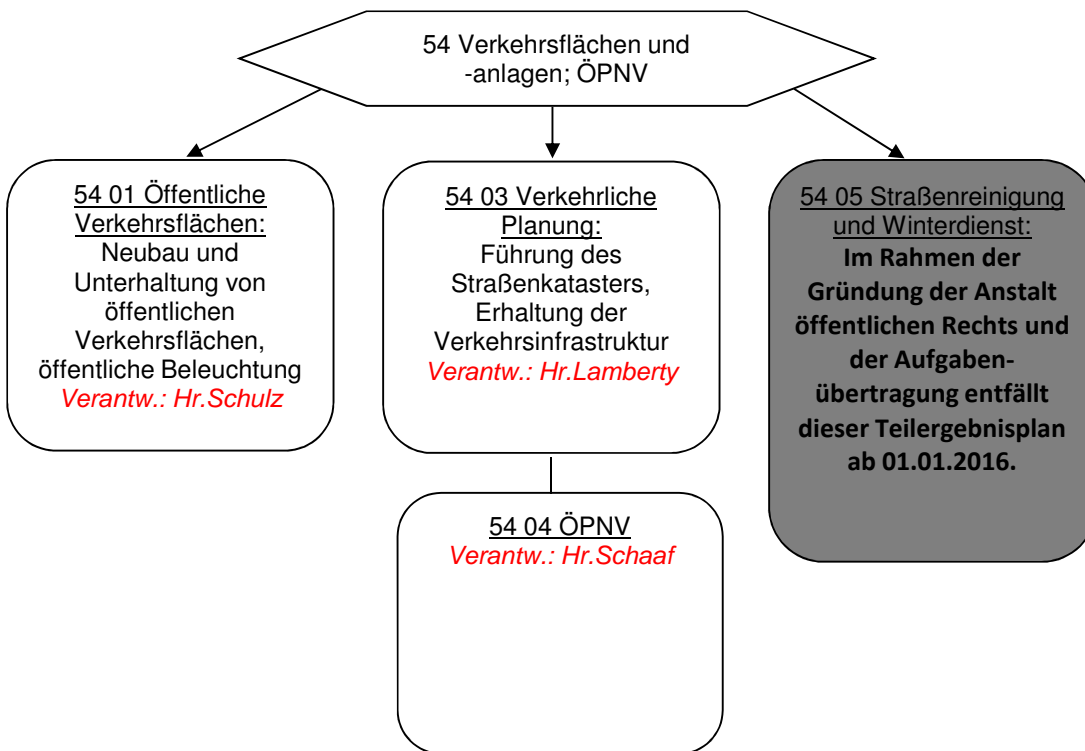 54 Verkehrsflächen und
-anlagen; ÖPNV
54 01 Öffentliche
Verkehrsflächen:
Neubau und
Unterhaltung von
öffentlichen
Verkehrsflächen,
öffentliche Beleuchtung
Verantw.: Hr.Schulz
54 03 Verkehrliche
Planung:
Führung des
Straßenkatasters,
Erhaltung der
Verkehrsinfrastruktur
Verantw.: Hr.Lamberty
54 05 Straßenreinigung
und Winterdienst:
Im Rahmen der
Gründung der Anstalt
öffentlichen Rechts und
der Aufgaben-
übertragung entfällt
dieser Teilergebnisplan
ab 01.01.2016.
54 04 ÖPNV
Verantw.: Hr.Schaaf